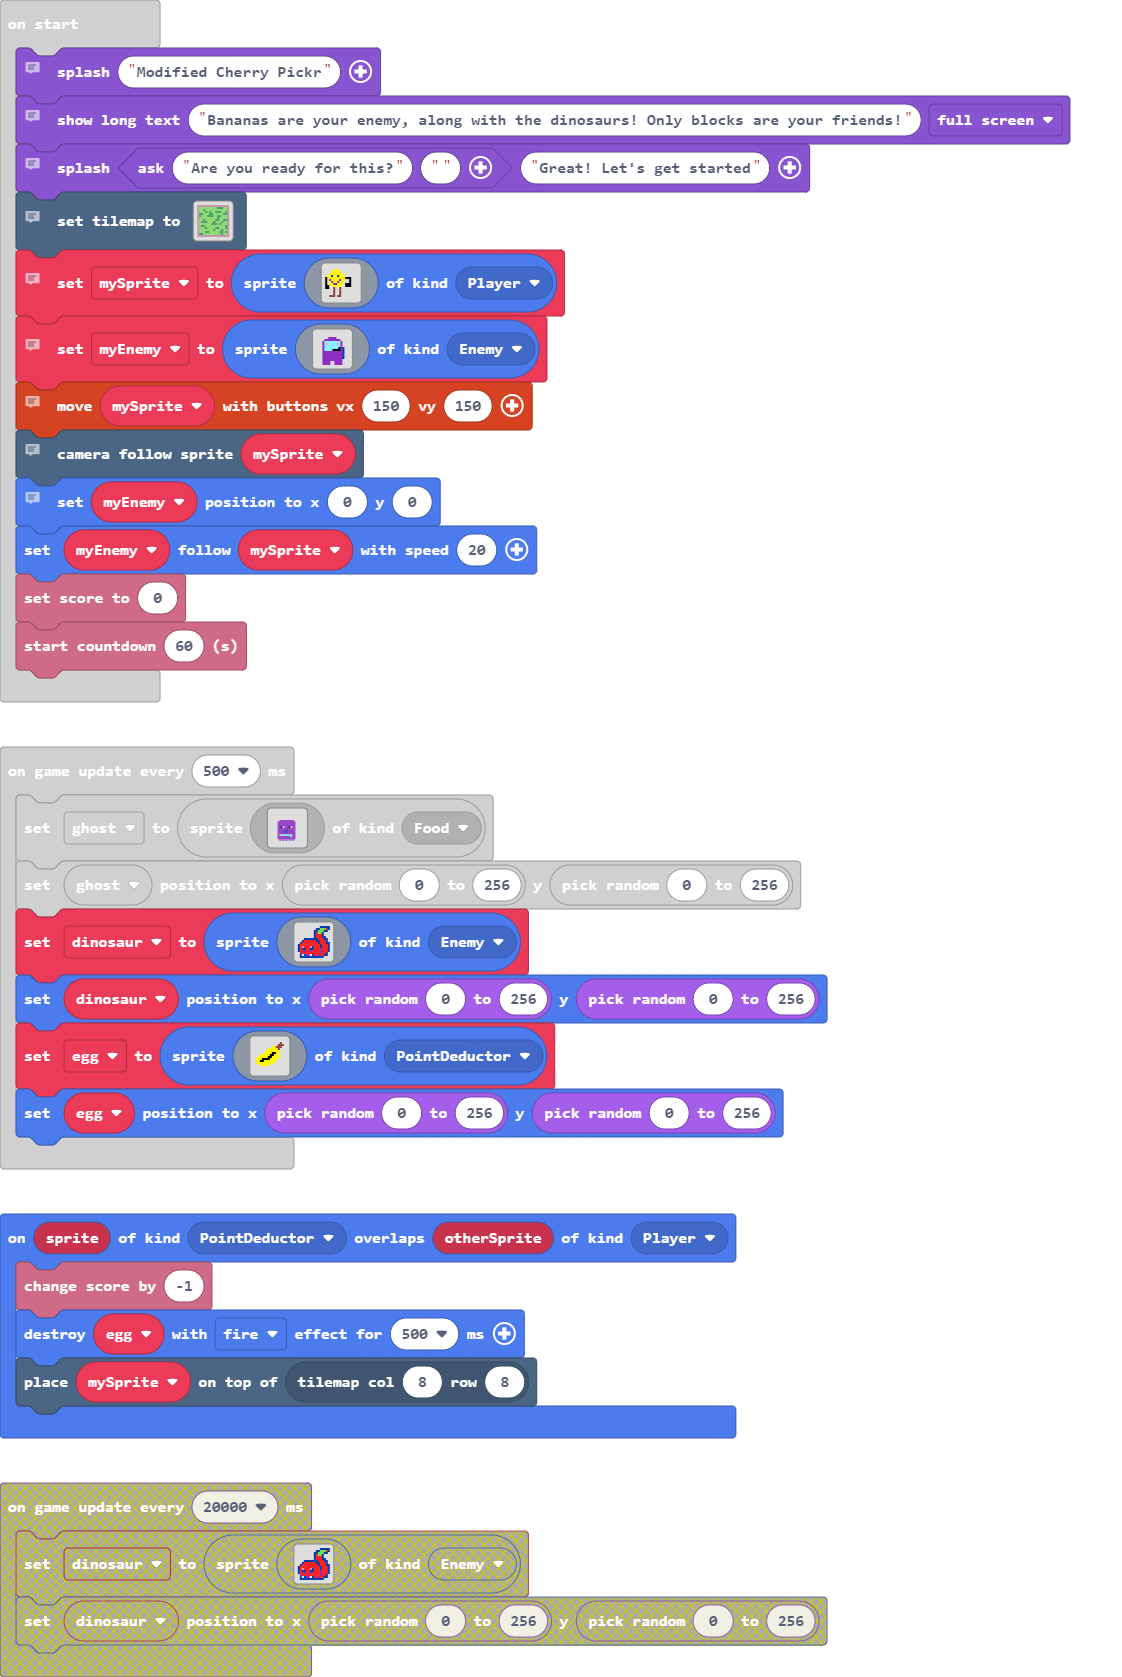 on start
splash "Modified Cherry Pickr"
show long text "Bananas are your enemy, along with the dinosaurs! Only blocks are your friends!" full screen
splash ask "Are you ready for this?" "" "Great! Let's get started"
set tilemap to
set mySprite to sprite of kind Player
set myEnemy to sprite of kind Enemy
move mySprite with buttons vx 150 vy 150
camera follow sprite mySprite
set myEnemy position to x 0 y 0
set myEnemy follow mySprite with speed 20
set score to 0
start countdown 60 (s)
on game update every 500 ms
set ghost to sprite of kind Food
set ghost position to x pick random 0 to 256 y pick random 0 to 256
set dinosaur to sprite of kind Enemy
set dinosaur position to x pick random 0 to 256 y pick random 0 to 256
set egg to sprite of kind PointDeductor
set egg position to x pick random 0 to 256 y pick random 0 to 256
on sprite of kind PointDeductor overlaps otherSprite of kind Player
change score by -1
destroy egg with fire effect for 500 ms
place mySprite on top of tilemap col 8 row 8
on game update every 20000 ms
set dinosaur to sprite of kind Enemy
set dinosaur position to x pick random 0 to 256 y pick random 0 to 256